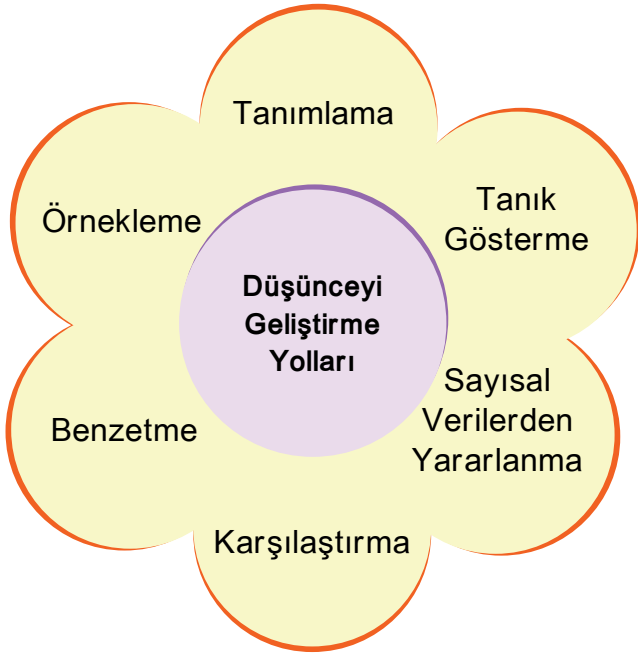 Tanımlama
Örnekleme
Tanık
Gösterme
Düşünceyi
Geliştirme
Yolları
Benzetme
Sayısal
Verilerden
Yararlanma
Karşılaştırma